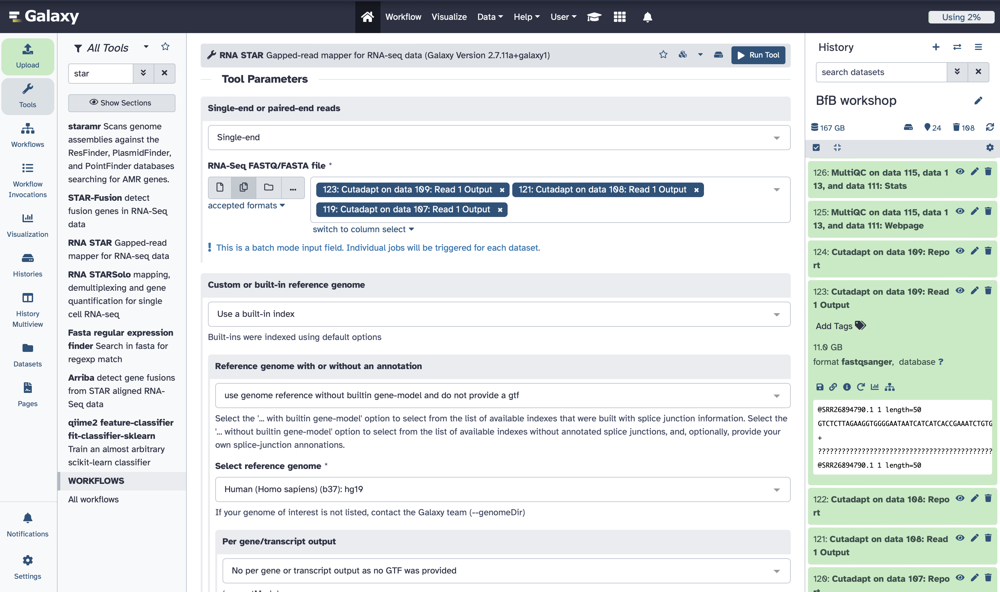 Galaxy
Workflow
Visualize
Data
Help
User
Using 2%
Upload
Tools
Workflows
Workflow
Invocations
Visualization
Histories
History
Multiview
Datasets
Pages
Notifications
Settings
All Tools
star
Show Sections
staramr Scans genome
assemblies against the
ResFinder, PlasmidFinder,
and PointFinder databases
searching for AMR genes.
STAR-Fusion detect
fusion genes in RNA-Seq
data
RNA STAR Gapped-read
mapper for RNA-seq data
RNA STARSolo mapping,
demultiplexing and gene
quantification for single
cell RNA-seq
Fasta regular expression
finder Search in fasta for
regexp match
Arriba detect gene fusions
from STAR aligned RNA-
Seq data
qiime2 feature-classifier
fit-classifier-sklearn
Train an almost arbitrary
scikit-learn classifier
WORKFLOWS
All workflows
RNA STAR Gapped-read mapper for RNA-seq data (Galaxy Version 2.7.11a+galaxy1)
Run Tool
Tool Parameters
Single-end or paired-end reads
Single-end
RNA-Seq FASTQ/FASTA file *
123: Cutadapt on data 109: Read 1 Output
121: Cutadapt on data 108: Read 1 Output
119: Cutadapt on data 107: Read 1 Output
accepted formats
switch to column select
This is a batch mode input field. Individual jobs will be triggered for each dataset.
Custom or built-in reference genome
Use a built-in index
Built-ins were indexed using default options
Reference genome with or without an annotation
use genome reference without builtin gene-model and do not provide a gtf
Select the '... with builtin gene-model' option to select from the list of available indexes that were built with splice junction information. Select the
'... without builtin gene-model' option to select from the list of available indexes without annotated splice junctions, and, optionally, provide your
own splice-junction annonations.
Select reference genome *
Human (Homo sapiens) (b37): hg19
If your genome of interest is not listed, contact the Galaxy team (--genomeDir)
Per gene/transcript output
No per gene or transcript output as no GTF was provided
History
search datasets
BfB workshop
167 GB
24
108
126: MultiQC on data 115, data 1
13, and data 111: Stats
125: MultiQC on data 115, data 1
13, and data 111: Webpage
124: Cutadapt on data 109: Repo
rt
123: Cutadapt on data 109: Read
1 Output
Add Tags
11.0 GB
format fastqsanger, database ?
@SRR26894790.1 1 length=50
GTCTCTTAGAAGGTGGGGAATAATCATCATCACCGAAATCTGTG
+
????????????????????????????????????????????
@SRR26894790.1 1 length=50
122: Cutadapt on data 108: Repo
rt
121: Cutadapt on data 108: Read
1 Output
120: Cutadapt on data 107: Repo